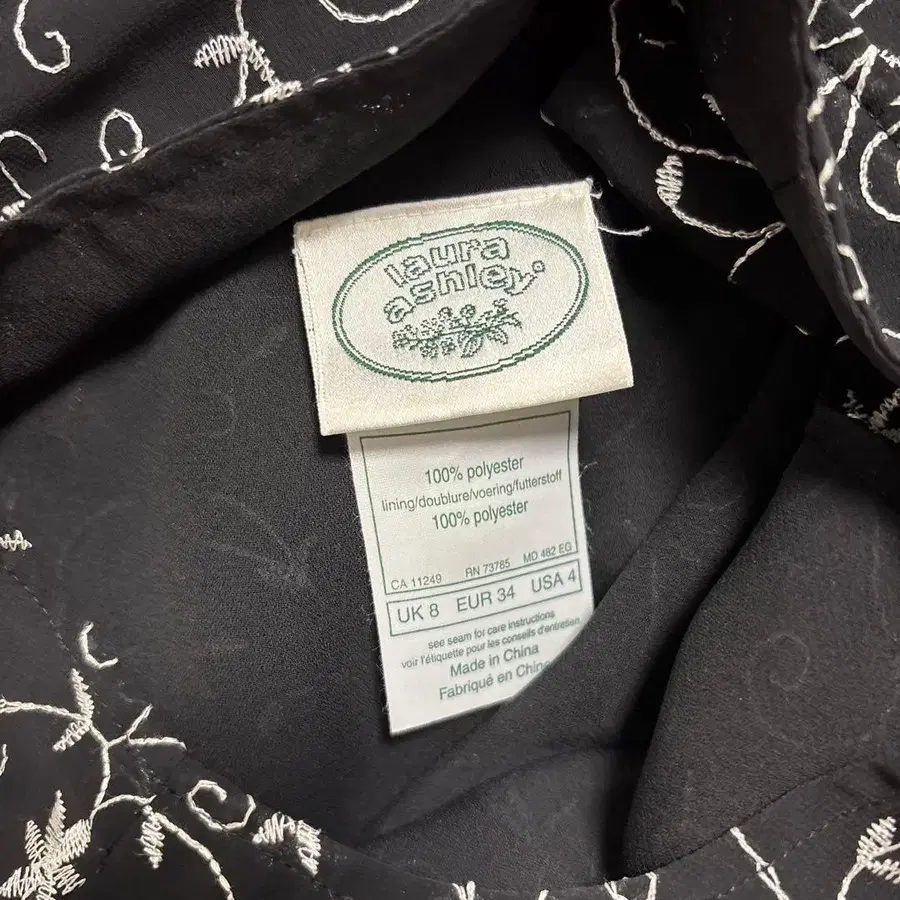 laura
ashley®
100% polyester
lining/doublure/voering/futterstoff
100% polyester
CA 11249 RN 73765 MD 482 EG
UK 8 EUR 34 USA 4
see seam for care instructions
voir l'étiquette pour les conseils d'entretien
Made in China
Fabriqué en Chine